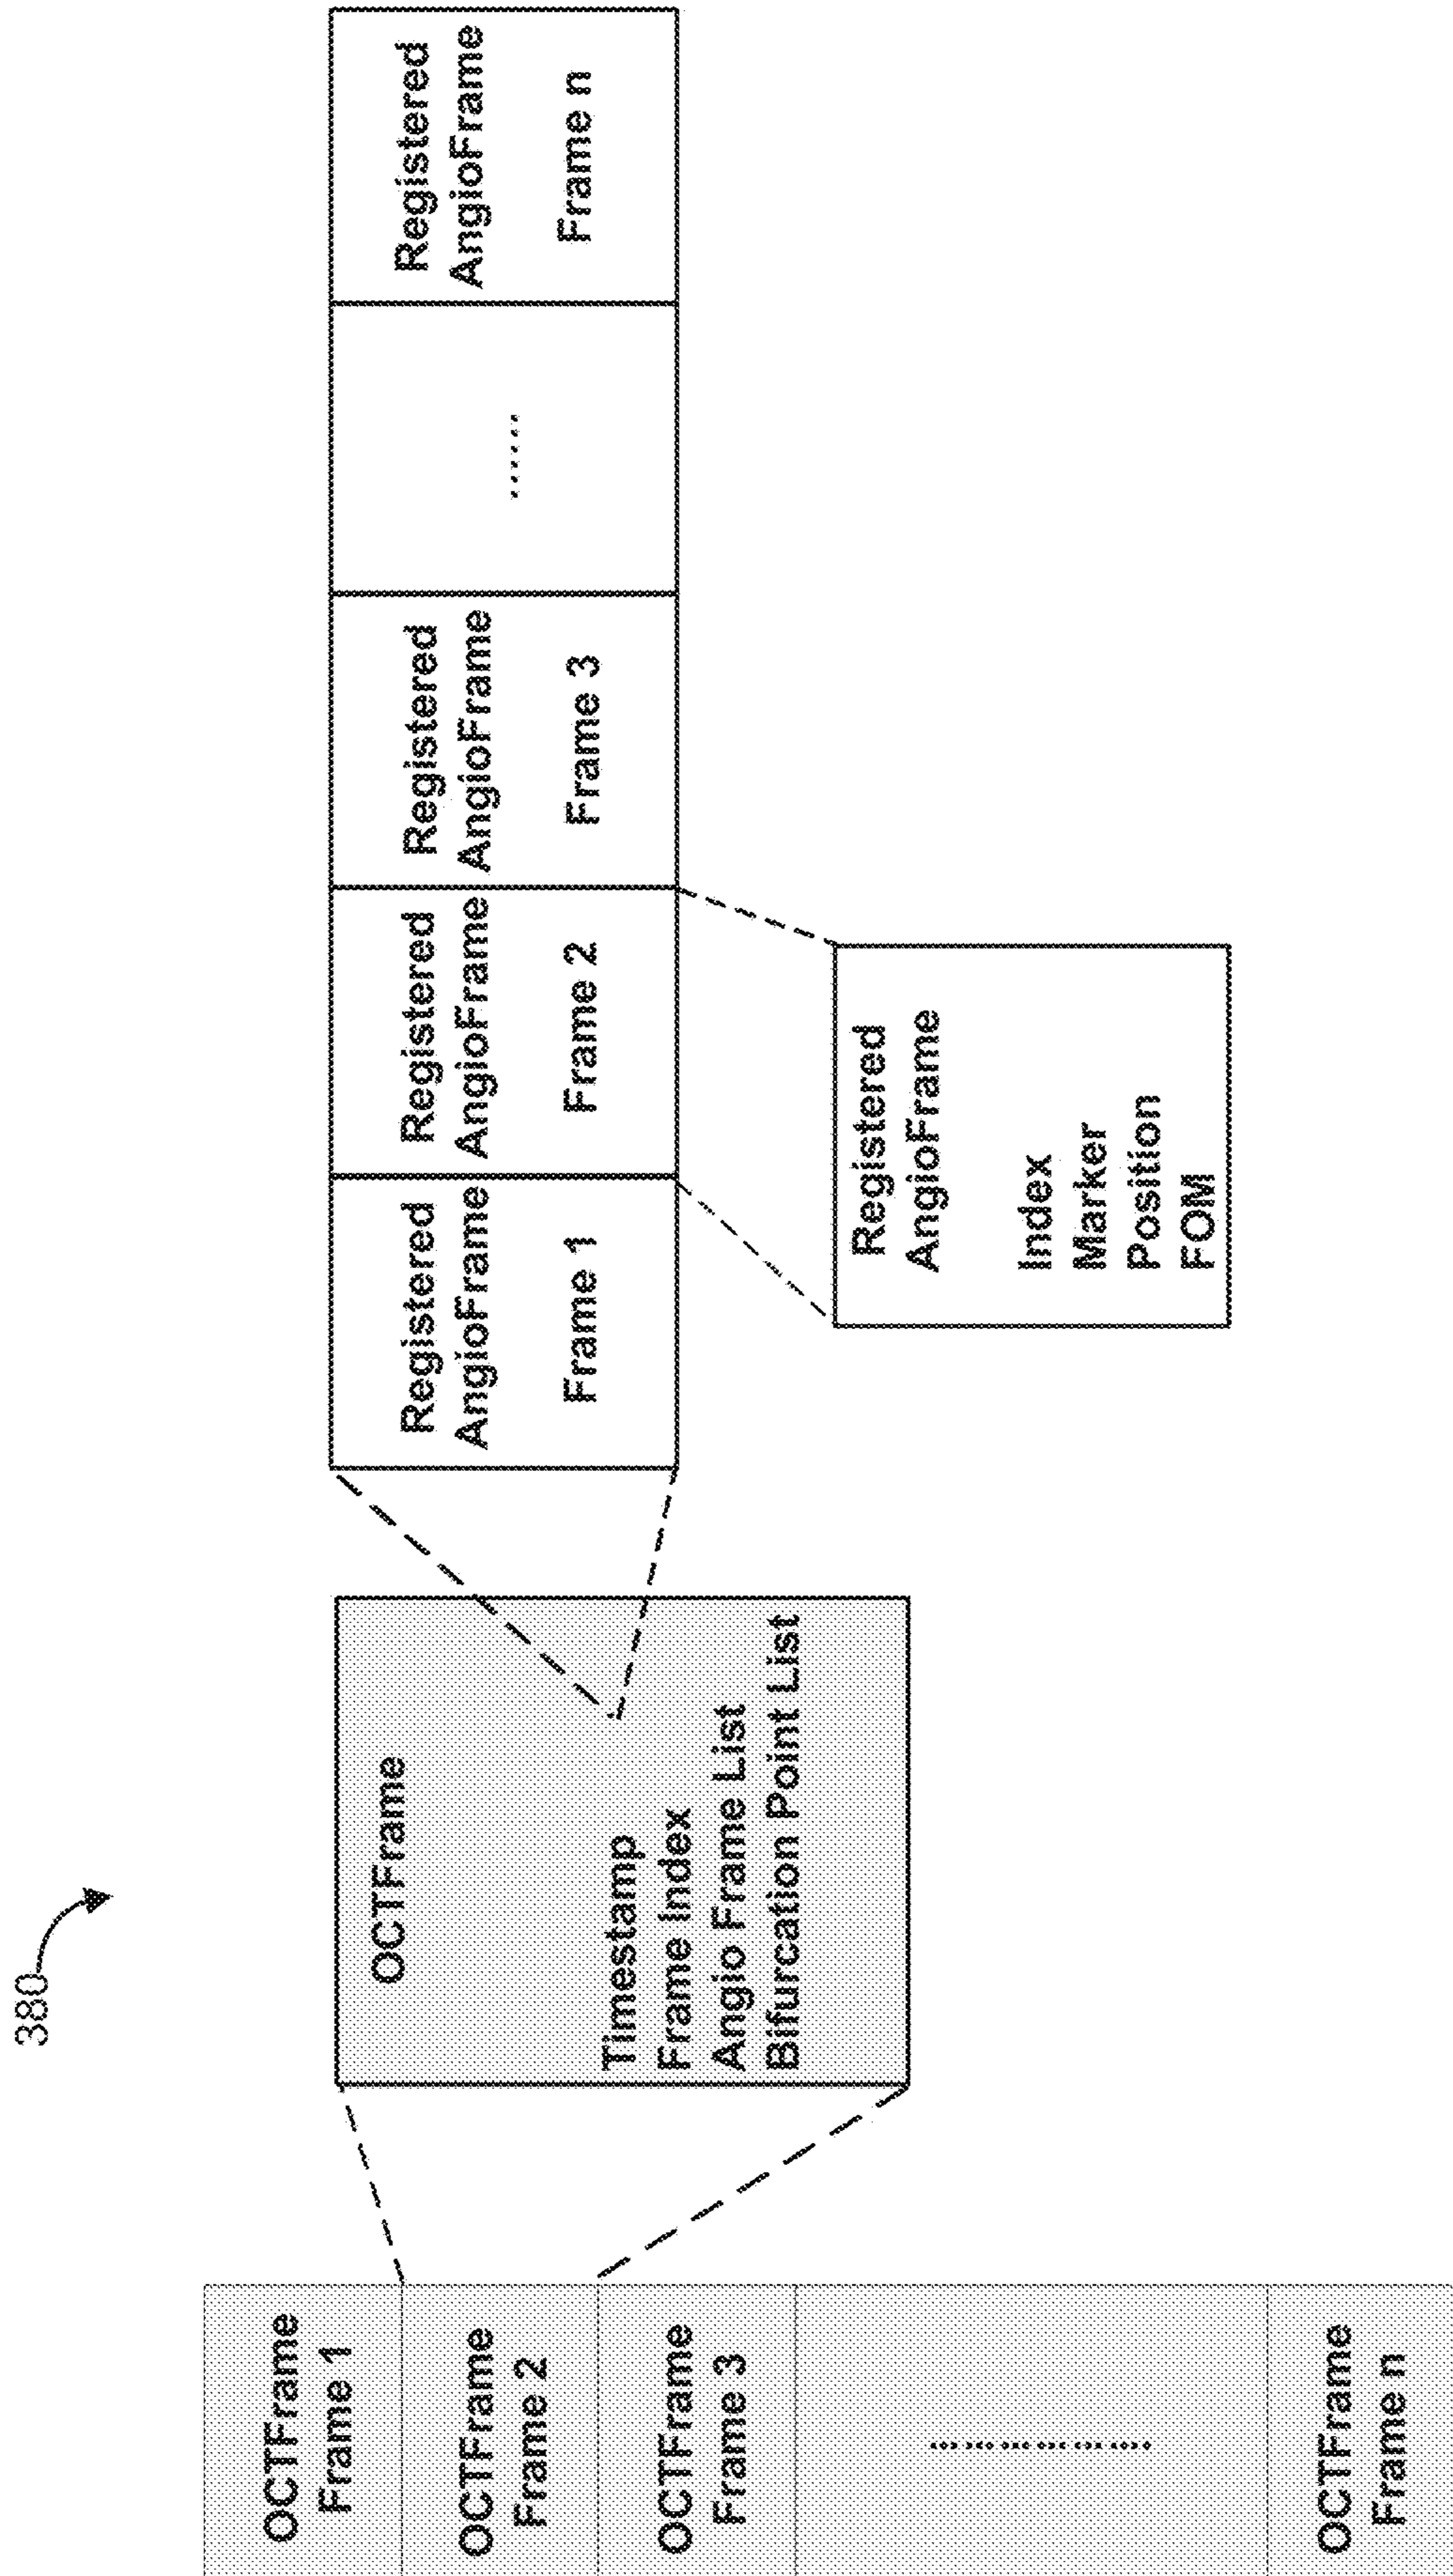 380
OCTFrame
Frame 1
OCTFrame
Frame 2
OCTFrame
Frame 3
..........
OCTFrame
Frame n
OCTFrame
Timestamp
Frame Index
Angio Frame List
Bifurcation Point List
Registered
AngioFrame
Frame 1
Registered
AngioFrame
Frame 2
Registered
AngioFrame
Frame 3
......
Registered
AngioFrame
Frame n
Registered
AngioFrame
Index
Marker
Position
FOM